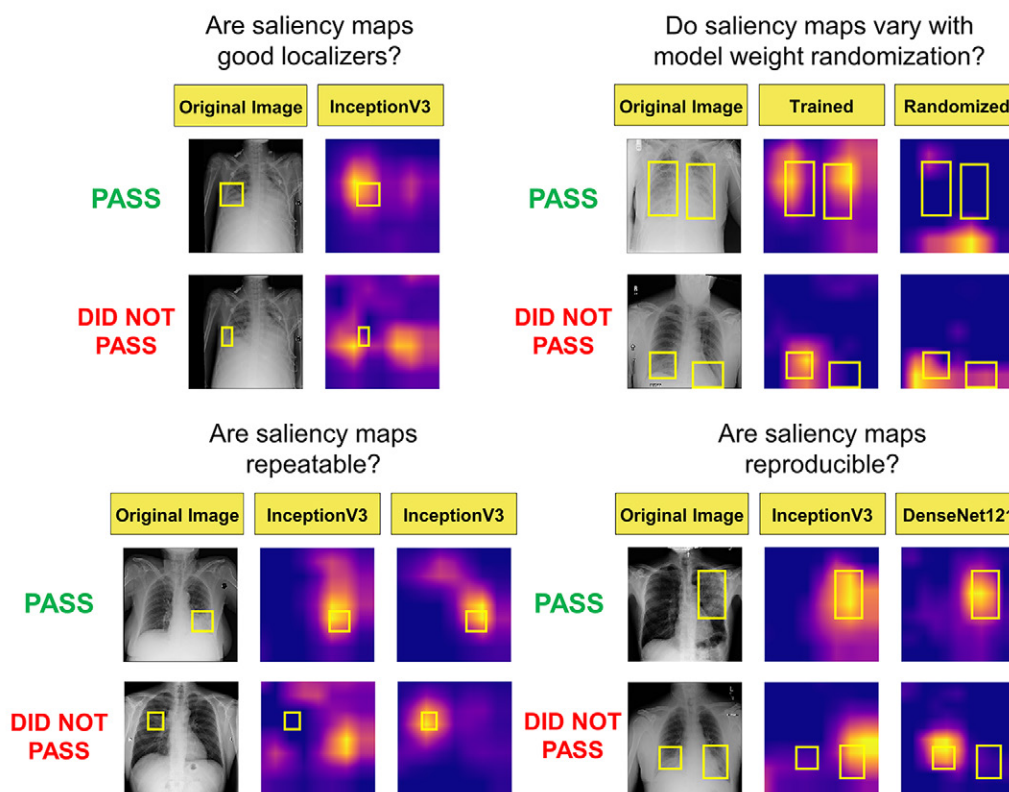 Are saliency maps
good localizers?
Original Image
InceptionV3
PASS
DID NOT
PASS
Do saliency maps vary with
model weight randomization?
Original Image
Trained
Randomized
PASS
DID NOT
PASS
Are saliency maps
repeatable?
Original Image
InceptionV3
InceptionV3
PASS
DID NOT
PASS
Are saliency maps
reproducible?
Original Image
InceptionV3
DenseNet121
PASS
DID NOT
PASS